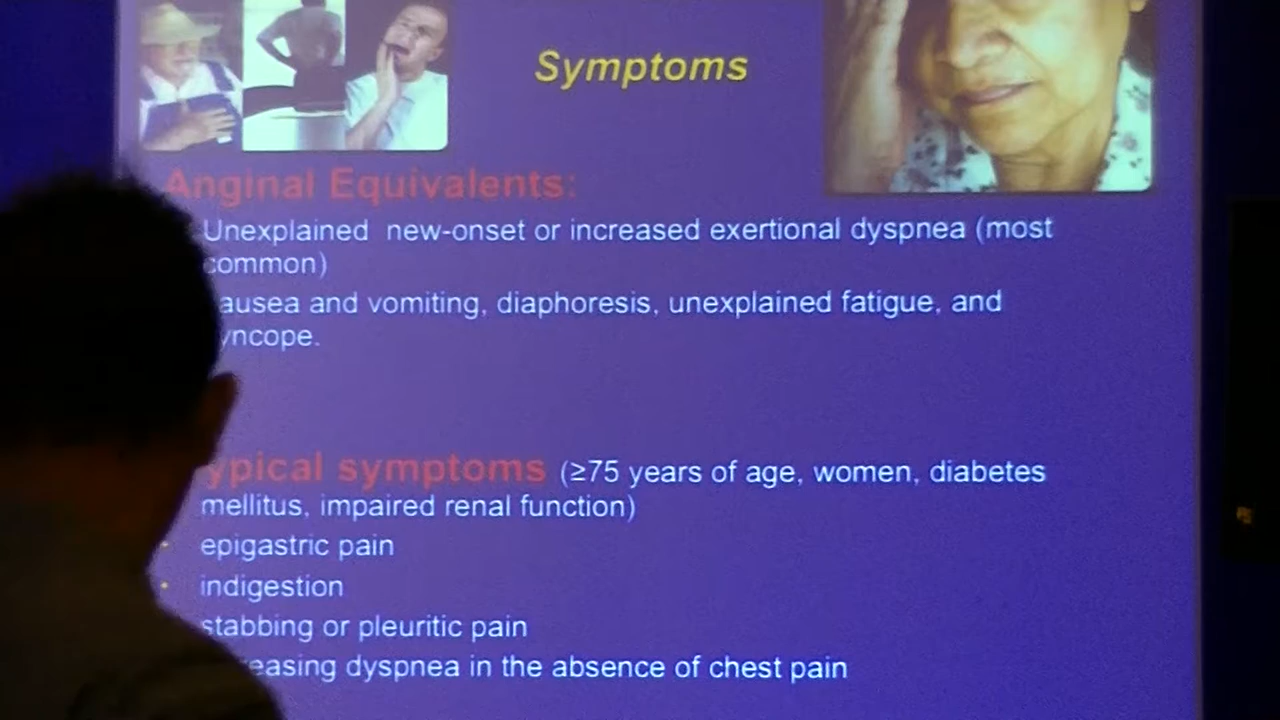 Symptoms
Anginal Equivalents:
Unexplained new-onset or increased exertional dyspnea (most
common)
ausea and vomiting, diaphoresis, unexplained fatigue, and
yncope.
ypical symptoms (≥75 years of age, women, diabetes
mellitus, impaired renal function)
epigastric pain
indigestion
stabbing or pleuritic pain
easing dyspnea in the absence of chest pain